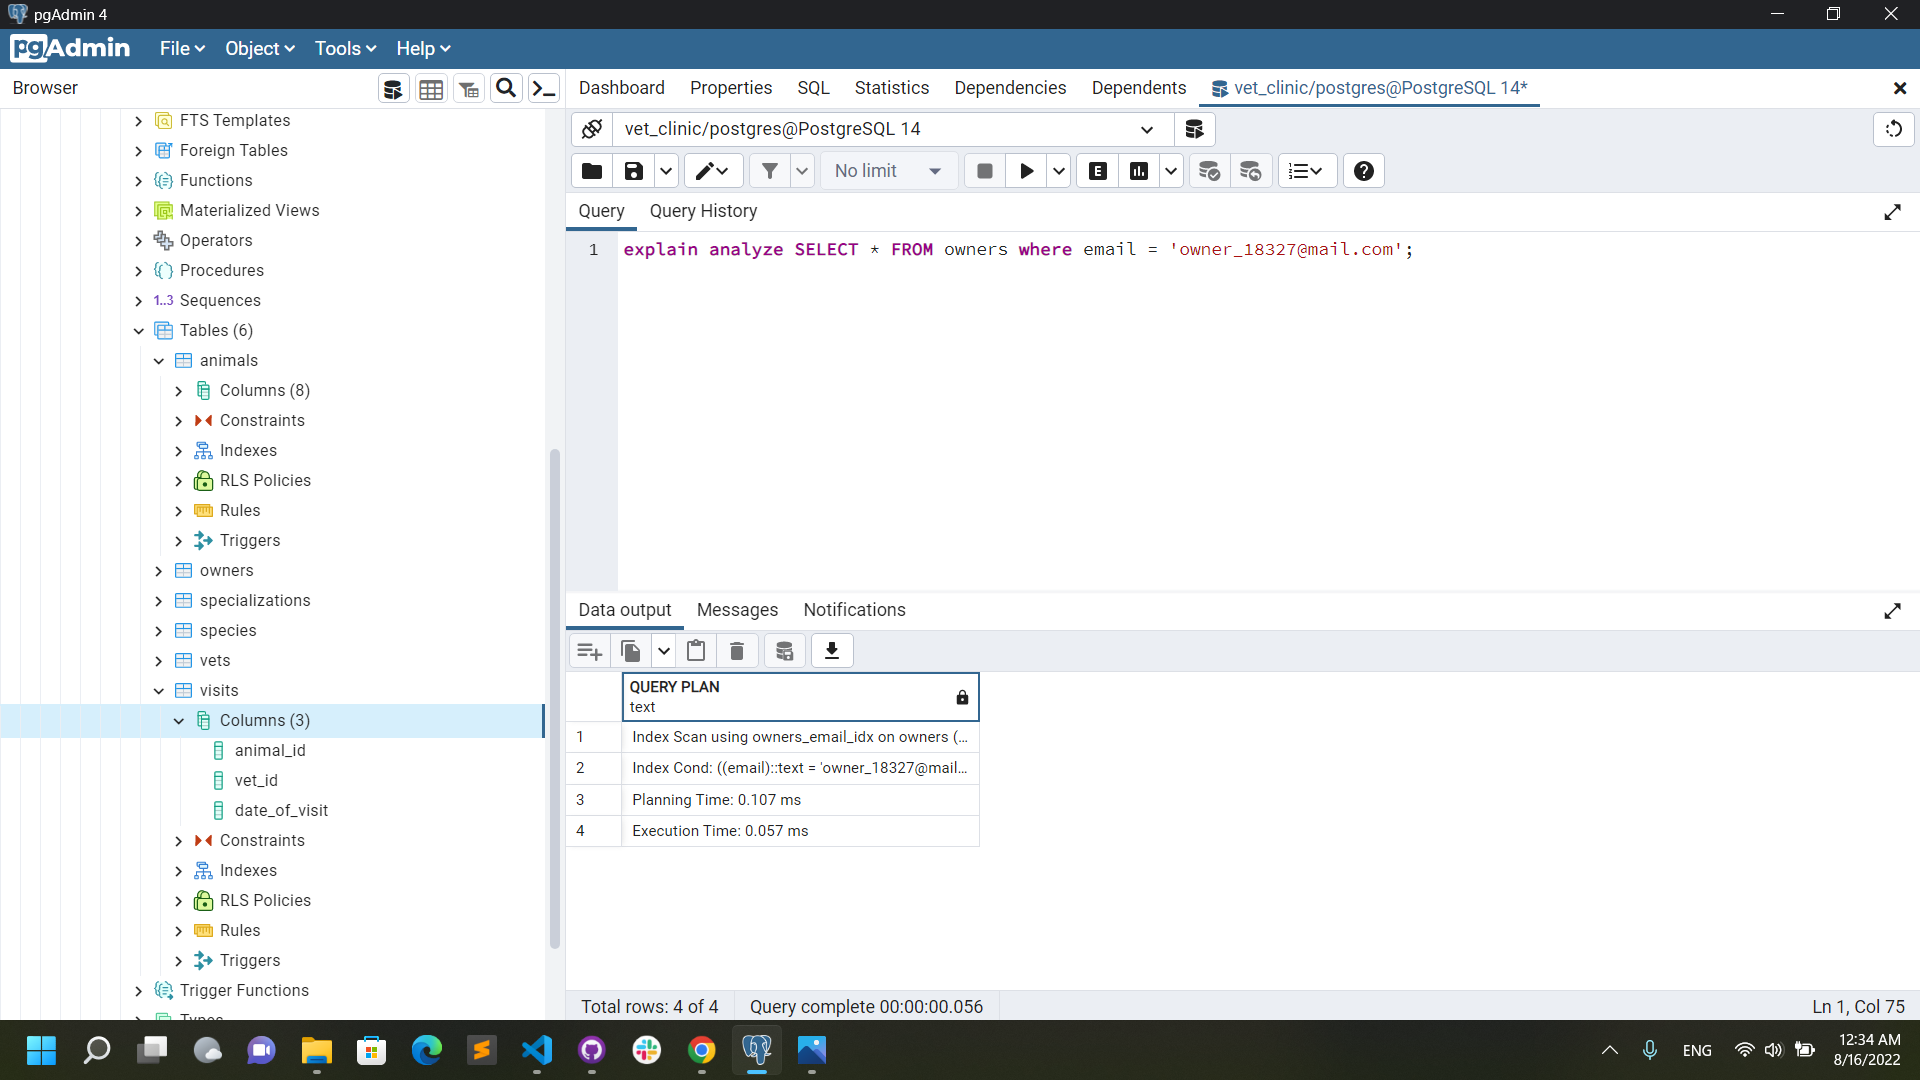 pgAdmin 4
pgAdmin File Object Tools Help
Browser
Dashboard Properties SQL Statistics Dependencies Dependents vet_clinic/postgres@PostgreSQL 14*
FTS Templates
Foreign Tables
Functions
Materialized Views
Operators
Procedures
1..3 Sequences
Tables (6)
animals
Columns (8)
Constraints
Indexes
RLS Policies
Rules
Triggers
owners
specializations
species
vets
visits
Columns (3)
animal_id
vet_id
date_of_visit
Constraints
Indexes
RLS Policies
Rules
Triggers
Trigger Functions
Types
vet_clinic/postgres@PostgreSQL 14
No limit
E
Query Query History
1 explain analyze SELECT * FROM owners where email = 'owner_18327@mail.com';
Data output Messages Notifications
QUERY PLAN
text
1 Index Scan using owners_email_idx on owners (...
2 Index Cond: ((email)::text = 'owner_18327@mail...
3 Planning Time: 0.107 ms
4 Execution Time: 0.057 ms
Total rows: 4 of 4 Query complete 00:00:00.056 Ln 1, Col 75
ENG
12:34 AM
8/16/2022